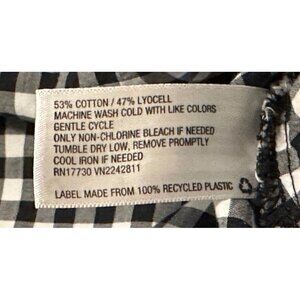 53% COTTON / 47% LYOCELL
MACHINE WASH COLD WITH LIKE COLORS
GENTLE CYCLE
ONLY NON-CHLORINE BLEACH IF NEEDED
TUMBLE DRY LOW, REMOVE PROMPTLY
COOL IRON IF NEEDED
RN17730 VN2242811
LABEL MADE FROM 100% RECYCLED PLASTIC